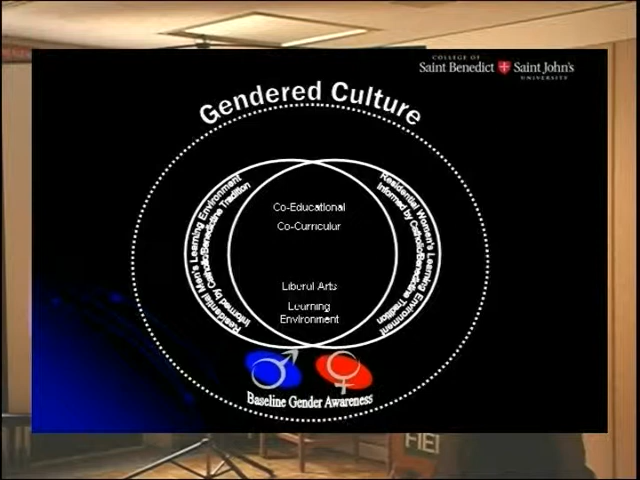 COLLEGE OF
Saint Benedict Saint John's
UNIVERSITY
Gendered Culture
Residential Men's Learning Environment
Informed by Catholic/Benedictine Tradition
Residential Women's Learning Environment
Informed by Catholic/Benedictine Tradition
Co-Educational
Co-Curricular
Liberal Arts
Learning
Environment
Baseline Gender Awareness
FIEI